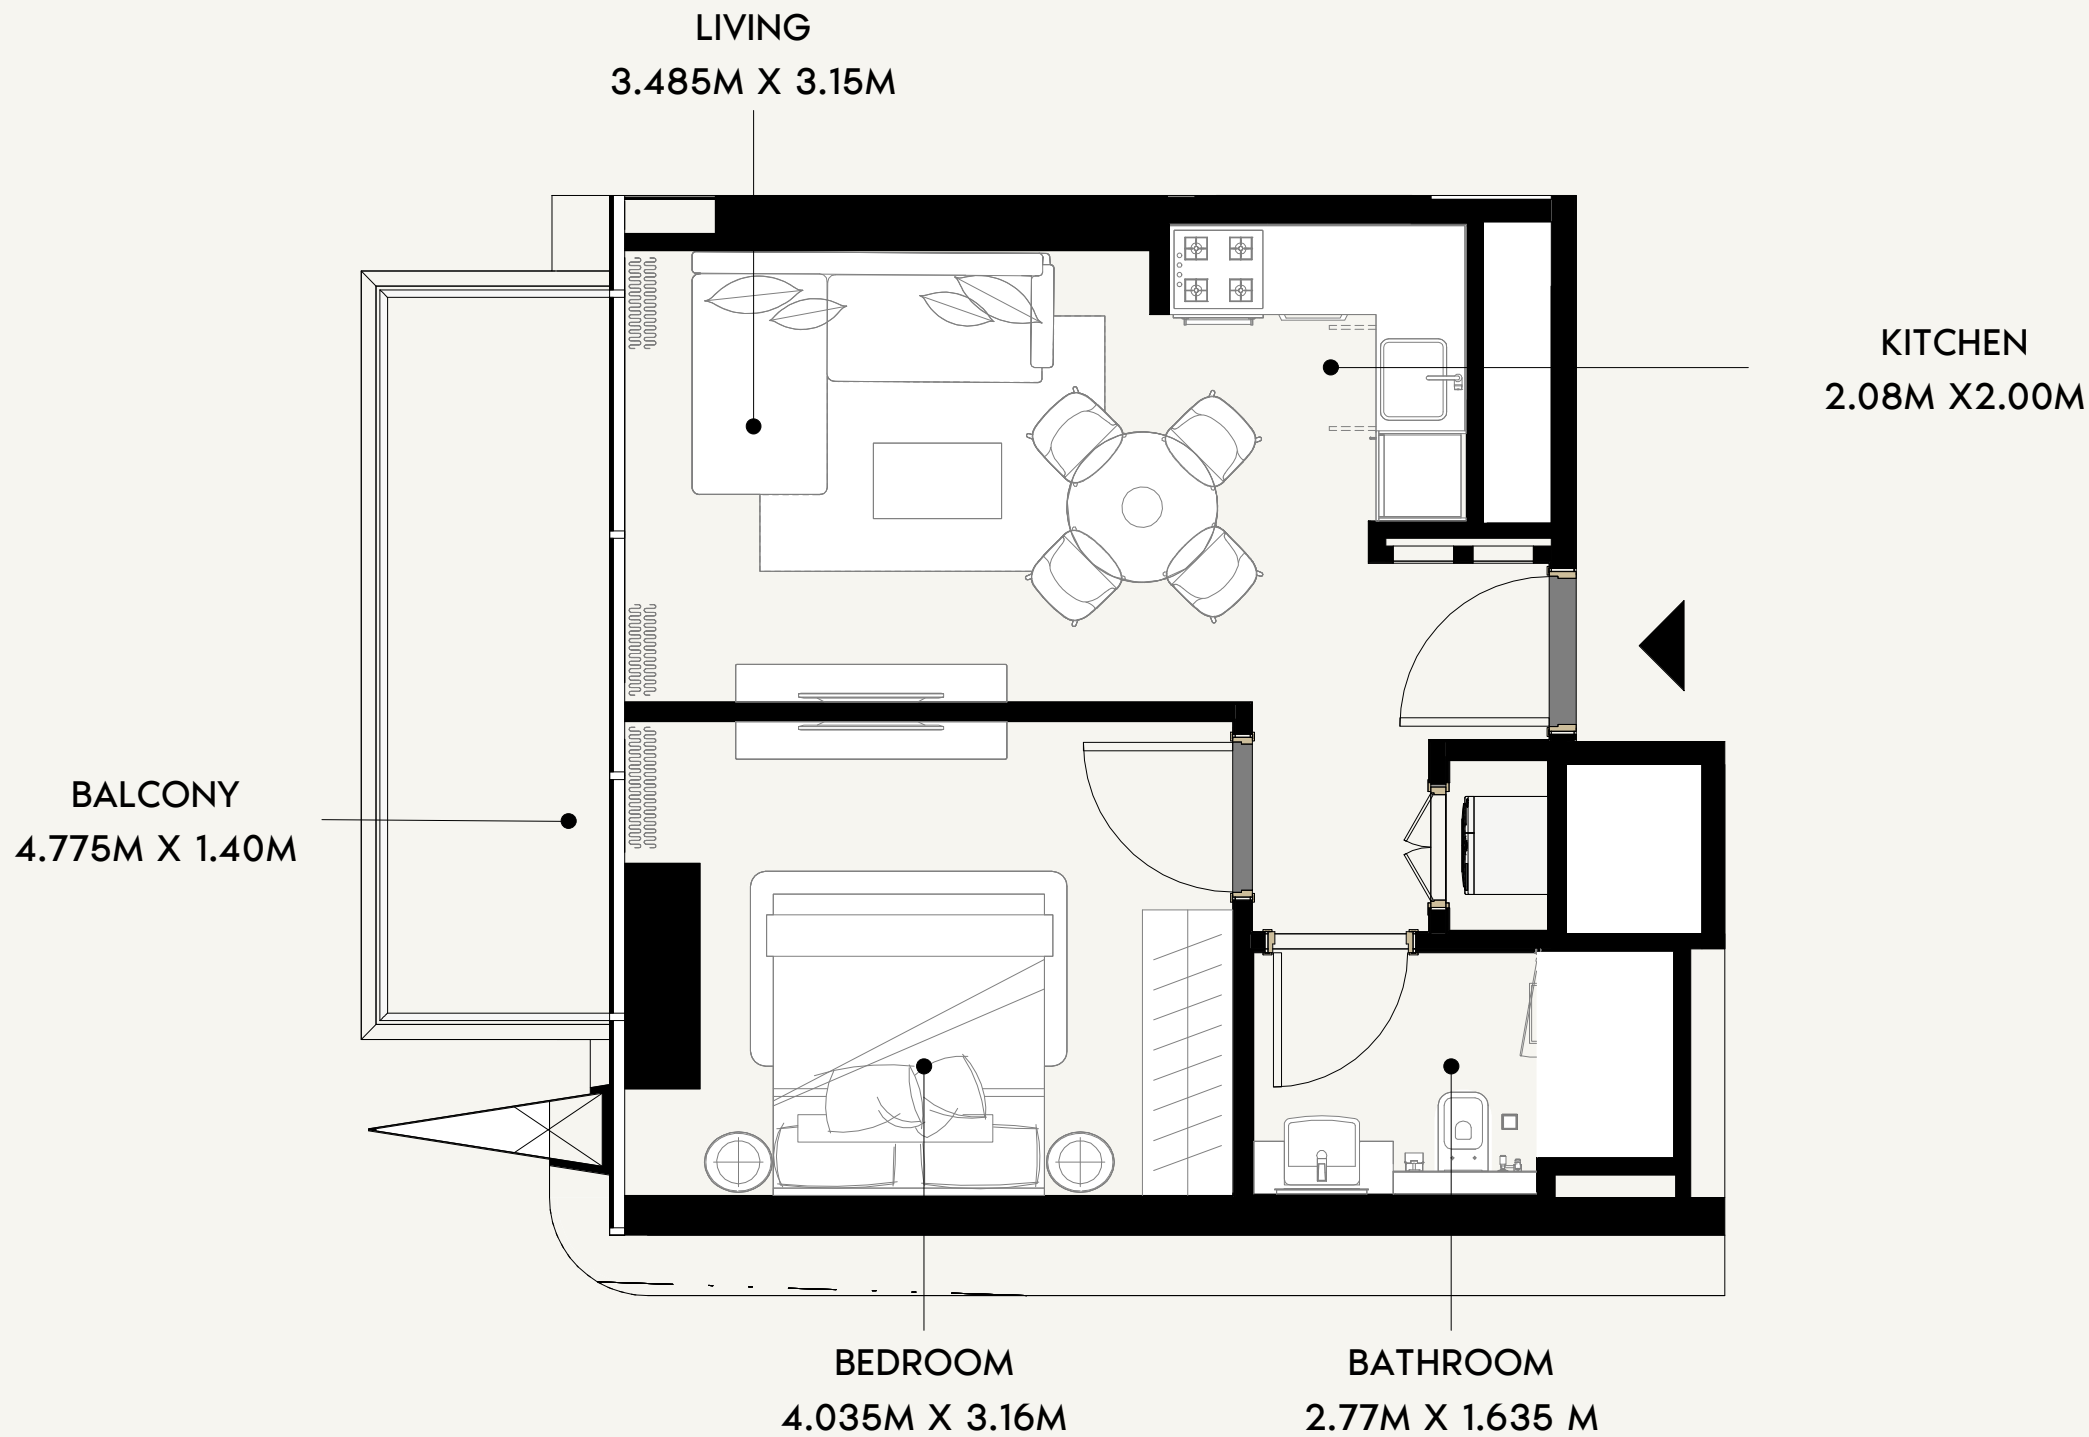 LIVING
3.485M X 3.15M
KITCHEN
2.08M X2.00M
BALCONY
4.775M X 1.40M
BEDROOM
4.035M X 3.16M
BATHROOM
2.77M X 1.635 M